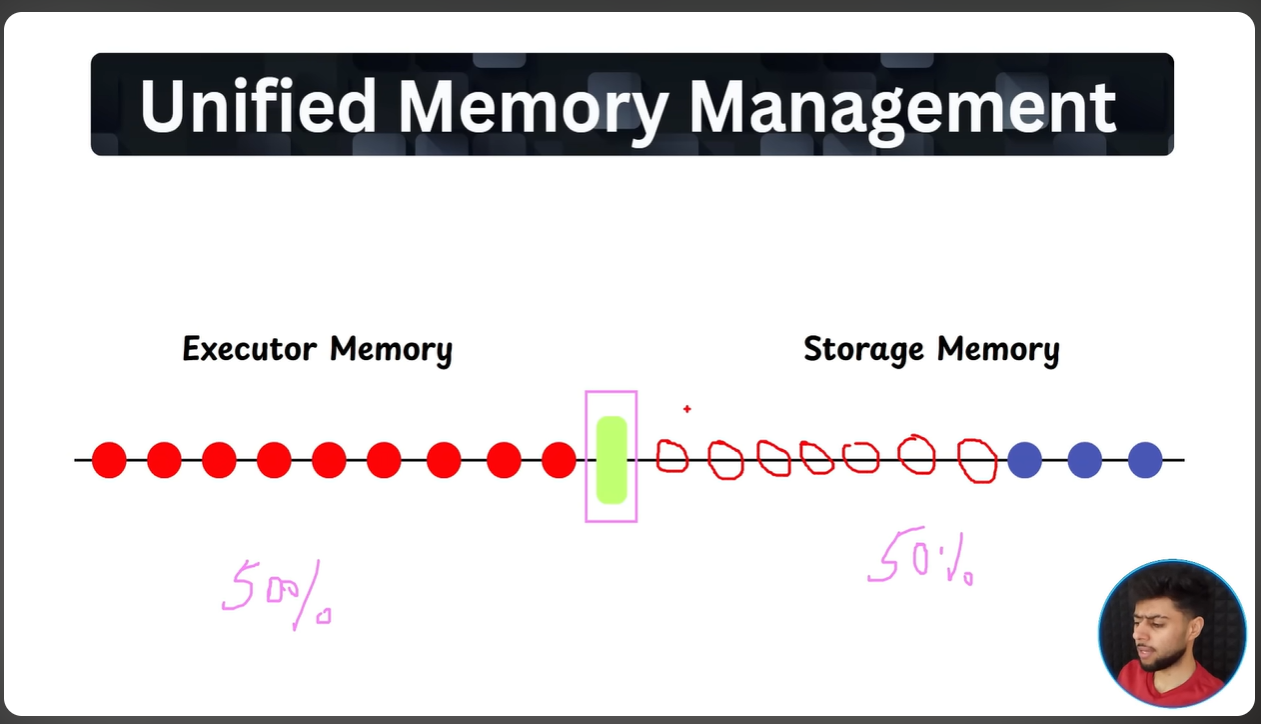 Unified Memory Management
Executor Memory
Storage Memory
50%
50%